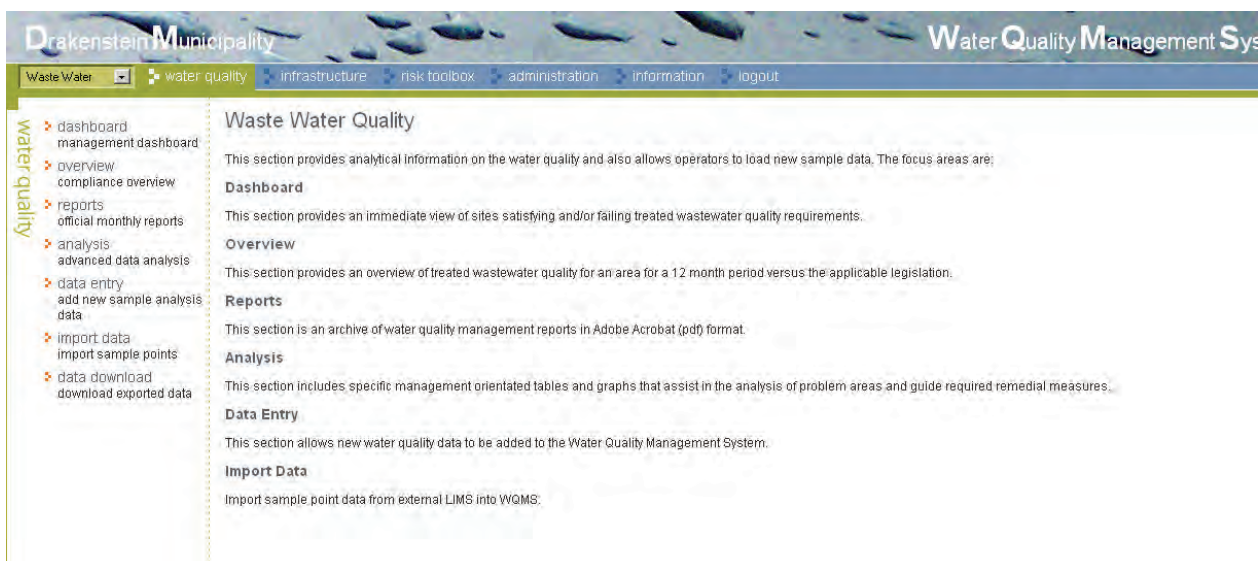 Drakenstein Municipality
Water Quality Management Sys
Waste Water
water quality
infrastructure
risk toolbox
administration
information
logout
water quality
dashboard
management dashboard
overview
compliance overview
reports
official monthly reports
analysis
advanced data analysis
data entry
add new sample analysis
data
import data
import sample points
data download
download exported data
Waste Water Quality
This section provides analytical information on the water quality and also allows operators to load new sample data. The focus areas are:
Dashboard
This section provides an immediate view of sites satisfying and/or failing treated wastewater quality requirements.
Overview
This section provides an overview of treated wastewater quality for an area for a 12 month period versus the applicable legislation.
Reports
This section is an archive of water quality management reports in Adobe Acrobat (pdf) format.
Analysis
This section includes specific management orientated tables and graphs that assist in the analysis of problem areas and guide required remedial measures.
Data Entry
This section allows new water quality data to be added to the Water Quality Management System.
Import Data
Import sample point data from external LIMS into WQMS.